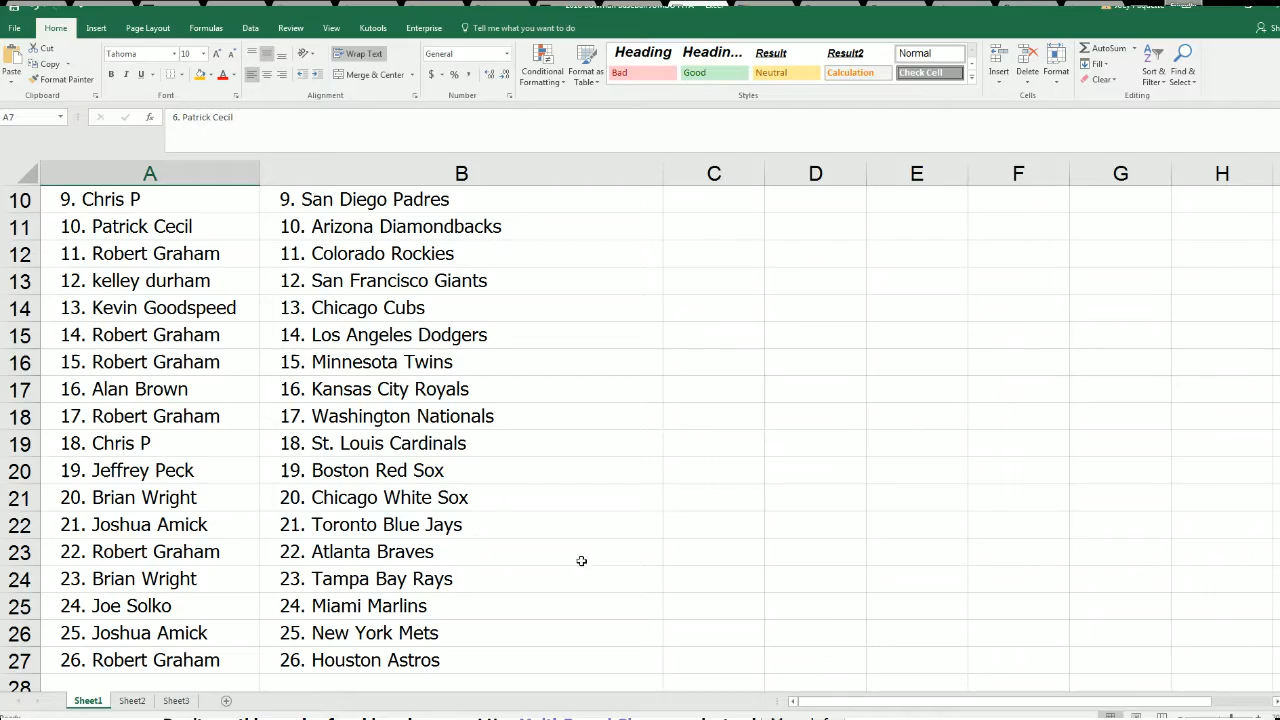 File Home Insert Page Layout Formulas Data Review View Kutools Enterprise Tell me what you want to do
Cut
Copy
Format Painter
Paste
Clipboard
Tahoma 10
B I U
Font
Wrap Text
Merge & Center
Alignment
General
$ % ,
Number
Conditional Formatting
Format as Table
Heading Headin... Result Result2 Normal
Bad Good Neutral Calculation Check Cell
Styles
Insert Delete Format
Cells
AutoSum
Fill
Clear
Sort & Filter
Find & Select
Editing
A7 fx 6. Patrick Cecil
A B C D E F G H
10 9. Chris P 9. San Diego Padres
11 10. Patrick Cecil 10. Arizona Diamondbacks
12 11. Robert Graham 11. Colorado Rockies
13 12. kelley durham 12. San Francisco Giants
14 13. Kevin Goodspeed 13. Chicago Cubs
15 14. Robert Graham 14. Los Angeles Dodgers
16 15. Robert Graham 15. Minnesota Twins
17 16. Alan Brown 16. Kansas City Royals
18 17. Robert Graham 17. Washington Nationals
19 18. Chris P 18. St. Louis Cardinals
20 19. Jeffrey Peck 19. Boston Red Sox
21 20. Brian Wright 20. Chicago White Sox
22 21. Joshua Amick 21. Toronto Blue Jays
23 22. Robert Graham 22. Atlanta Braves
24 23. Brian Wright 23. Tampa Bay Rays
25 24. Joe Solko 24. Miami Marlins
26 25. Joshua Amick 25. New York Mets
27 26. Robert Graham 26. Houston Astros
28
Sheet1 Sheet2 Sheet3